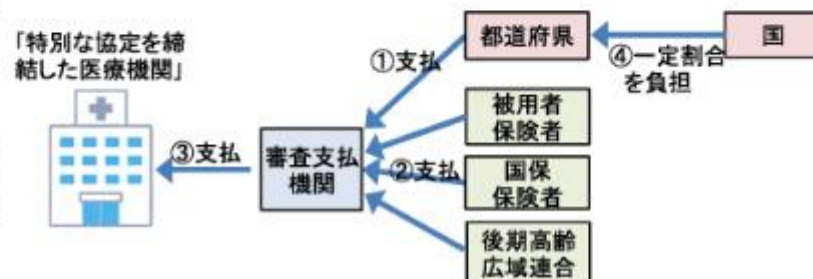 「特別な協定を締
結した医療機関」
①支払
都道府県
④一定割合
を負担
国
被用者
保険者
③支払
審査支払
機関
②支払
国保
保険者
後期高齢
広域連合